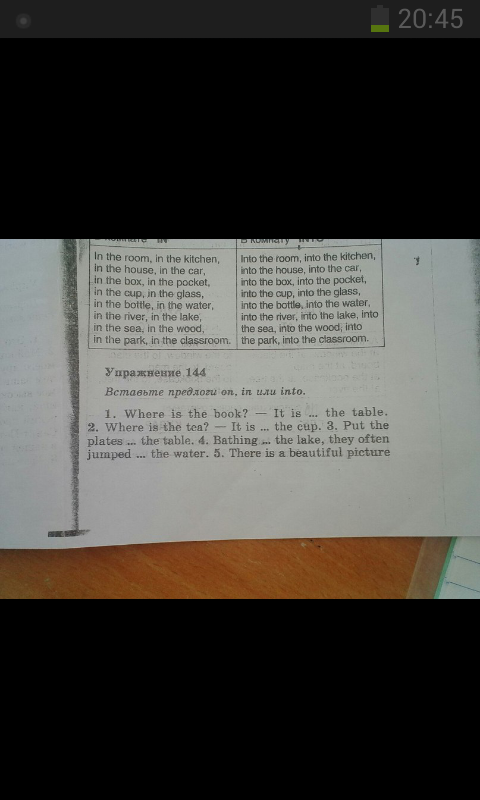 20:45
В комнате IN
В комнату INTO
In the room, in the kitchen,
in the house, in the car,
in the box, in the pocket,
in the cup, in the glass,
in the bottle, in the water,
in the river, in the lake,
in the sea, in the wood,
in the park, in the classroom.
Into the room, into the kitchen,
into the house, into the car,
into the box, into the pocket,
into the cup, into the glass,
into the bottle, into the water,
into the river, into the lake, into
the sea, into the wood, into
the park, into the classroom.
Упражнение 144
Вставьте предлоги on, in или into.
1. Where is the book? — It is ... the table.
2. Where is the tea? — It is ... the cup. 3. Put the
plates ... the table. 4. Bathing ... the lake, they often
jumped ... the water. 5. There is a beautiful picture